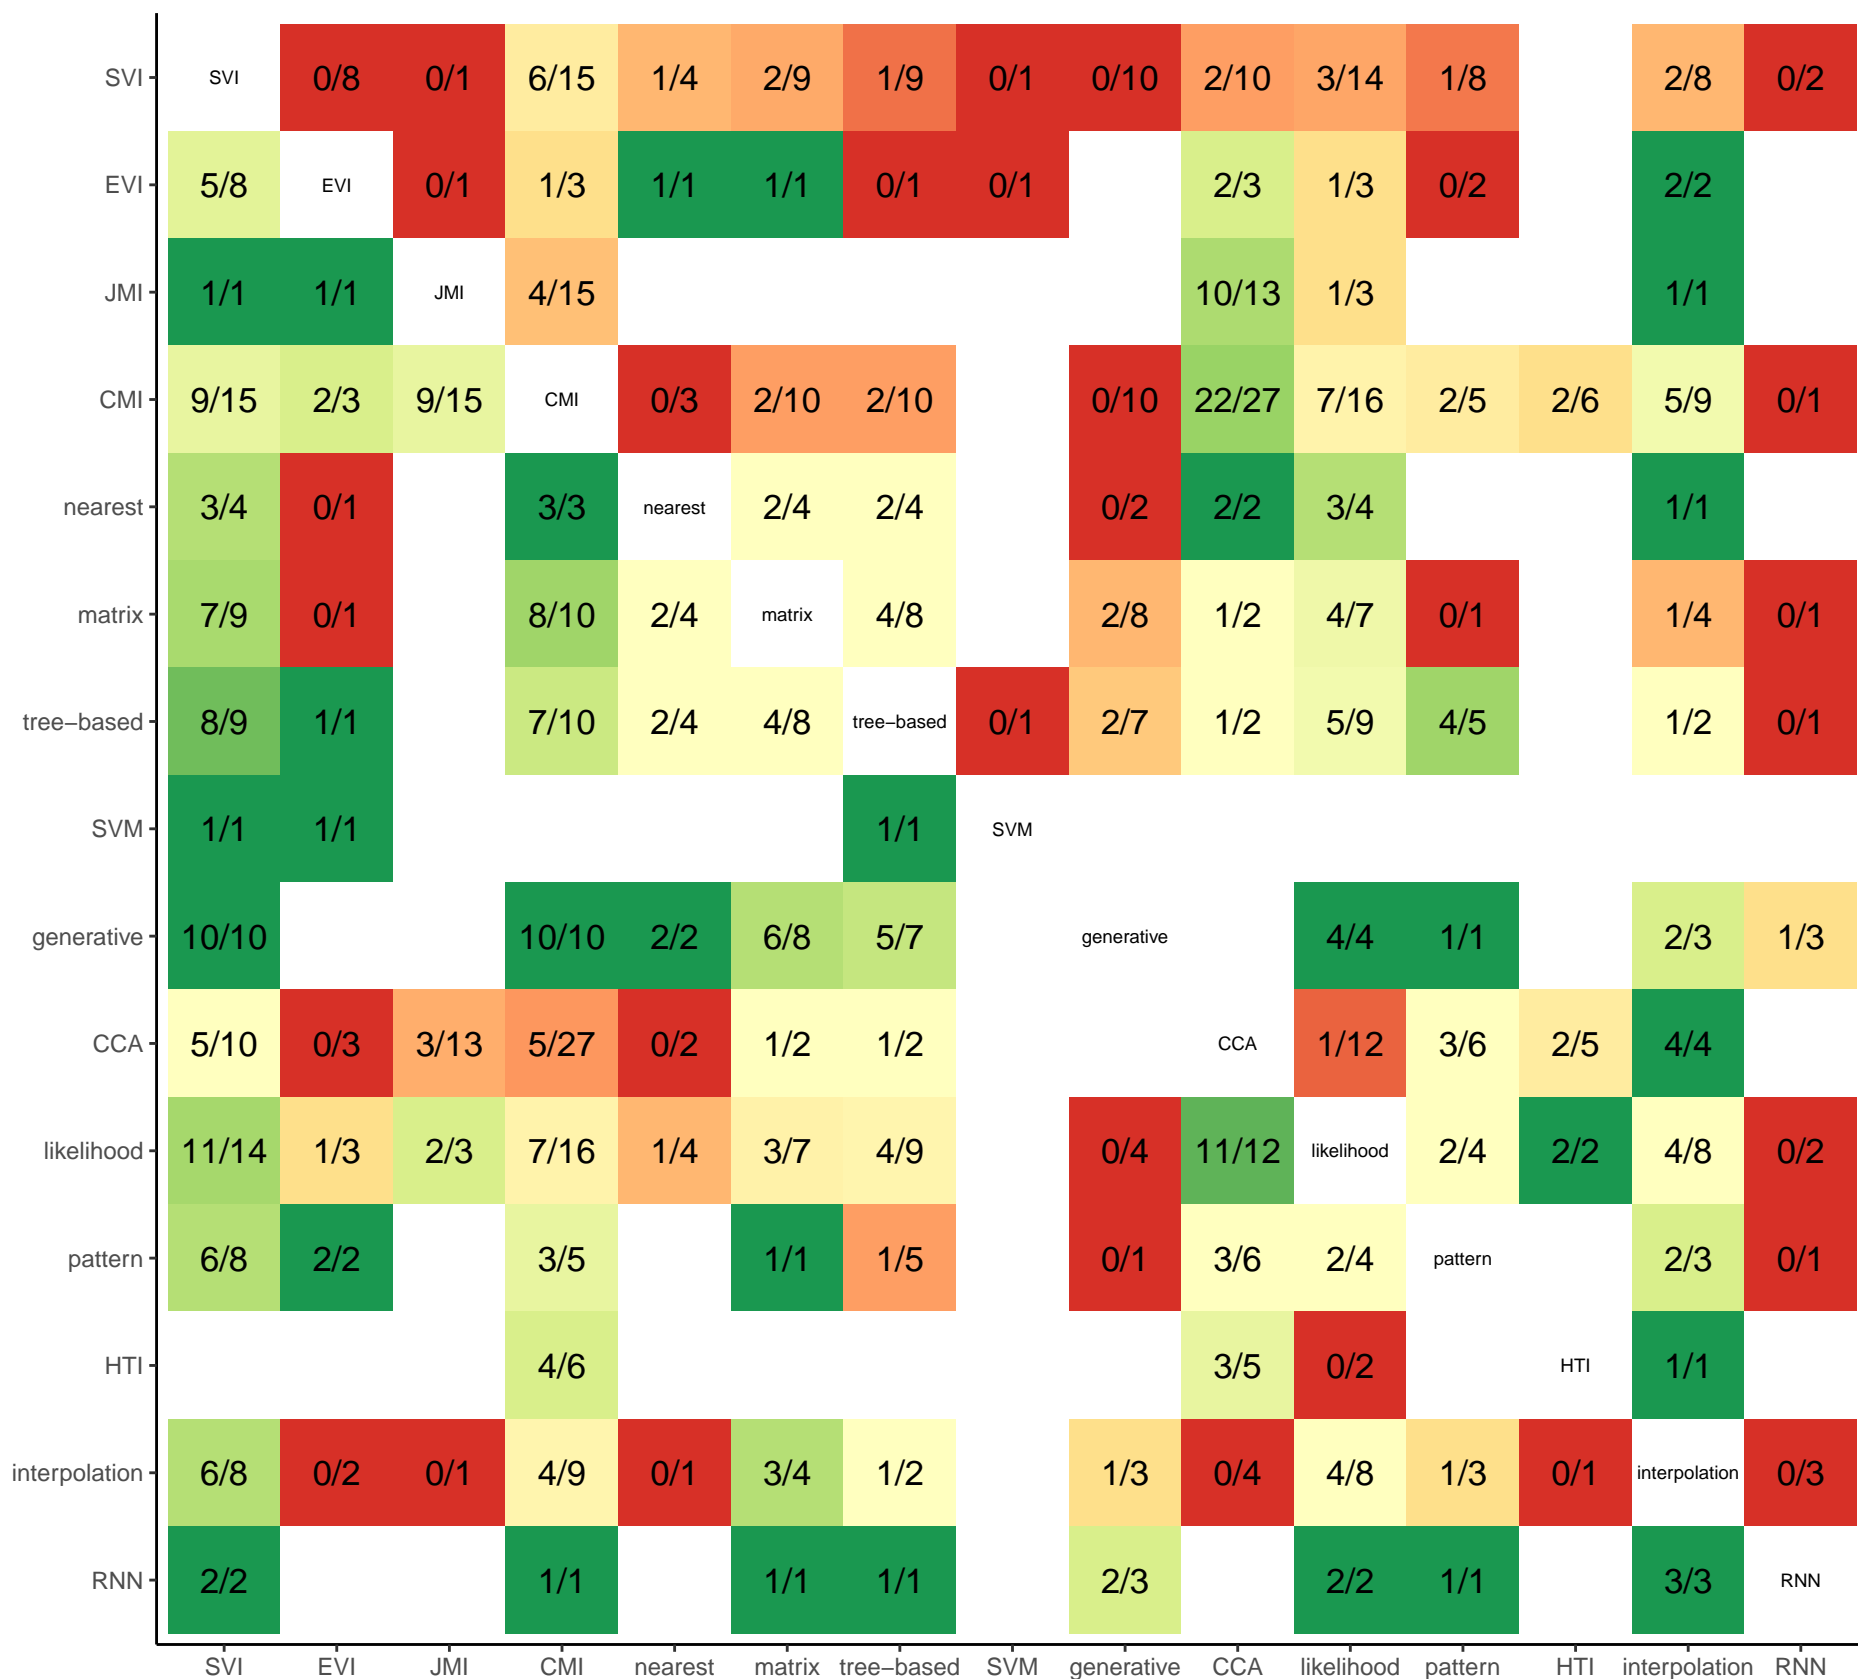 SVI SVI 0/8 0/1 6/15 1/4 2/9 1/9 0/1 0/10 2/10 3/14 1/8 2/8 0/2
EVI 5/8 EVI 0/1 1/3 1/1 1/1 0/1 0/1 2/3 1/3 0/2 2/2
JMI 1/1 1/1 JMI 4/15 10/13 1/3 1/1
CMI 9/15 2/3 9/15 CMI 0/3 2/10 2/10 0/10 22/27 7/16 2/5 2/6 5/9 0/1
nearest 3/4 0/1 3/3 nearest 2/4 2/4 0/2 2/2 3/4 1/1
matrix 7/9 0/1 8/10 2/4 matrix 4/8 2/8 1/2 4/7 0/1 1/4 0/1
tree−based 8/9 1/1 7/10 2/4 4/8 tree−based 0/1 2/7 1/2 5/9 4/5 1/2 0/1
SVM 1/1 1/1 1/1 SVM
generative 10/10 10/10 2/2 6/8 5/7 generative 4/4 1/1 2/3 1/3
CCA 5/10 0/3 3/13 5/27 0/2 1/2 1/2 CCA 1/12 3/6 2/5 4/4
likelihood 11/14 1/3 2/3 7/16 1/4 3/7 4/9 0/4 11/12 likelihood 2/4 2/2 4/8 0/2
pattern 6/8 2/2 3/5 1/1 1/5 0/1 3/6 2/4 pattern 2/3 0/1
HTI 4/6 3/5 0/2 HTI 1/1
interpolation 6/8 0/2 0/1 4/9 0/1 3/4 1/2 1/3 0/4 4/8 1/3 0/1 interpolation 0/3
RNN 2/2 1/1 1/1 1/1 2/3 2/2 1/1 3/3 RNN
SVI EVI JMI CMI nearest matrix tree−based SVM generative CCA likelihood pattern HTI interpolation RNN